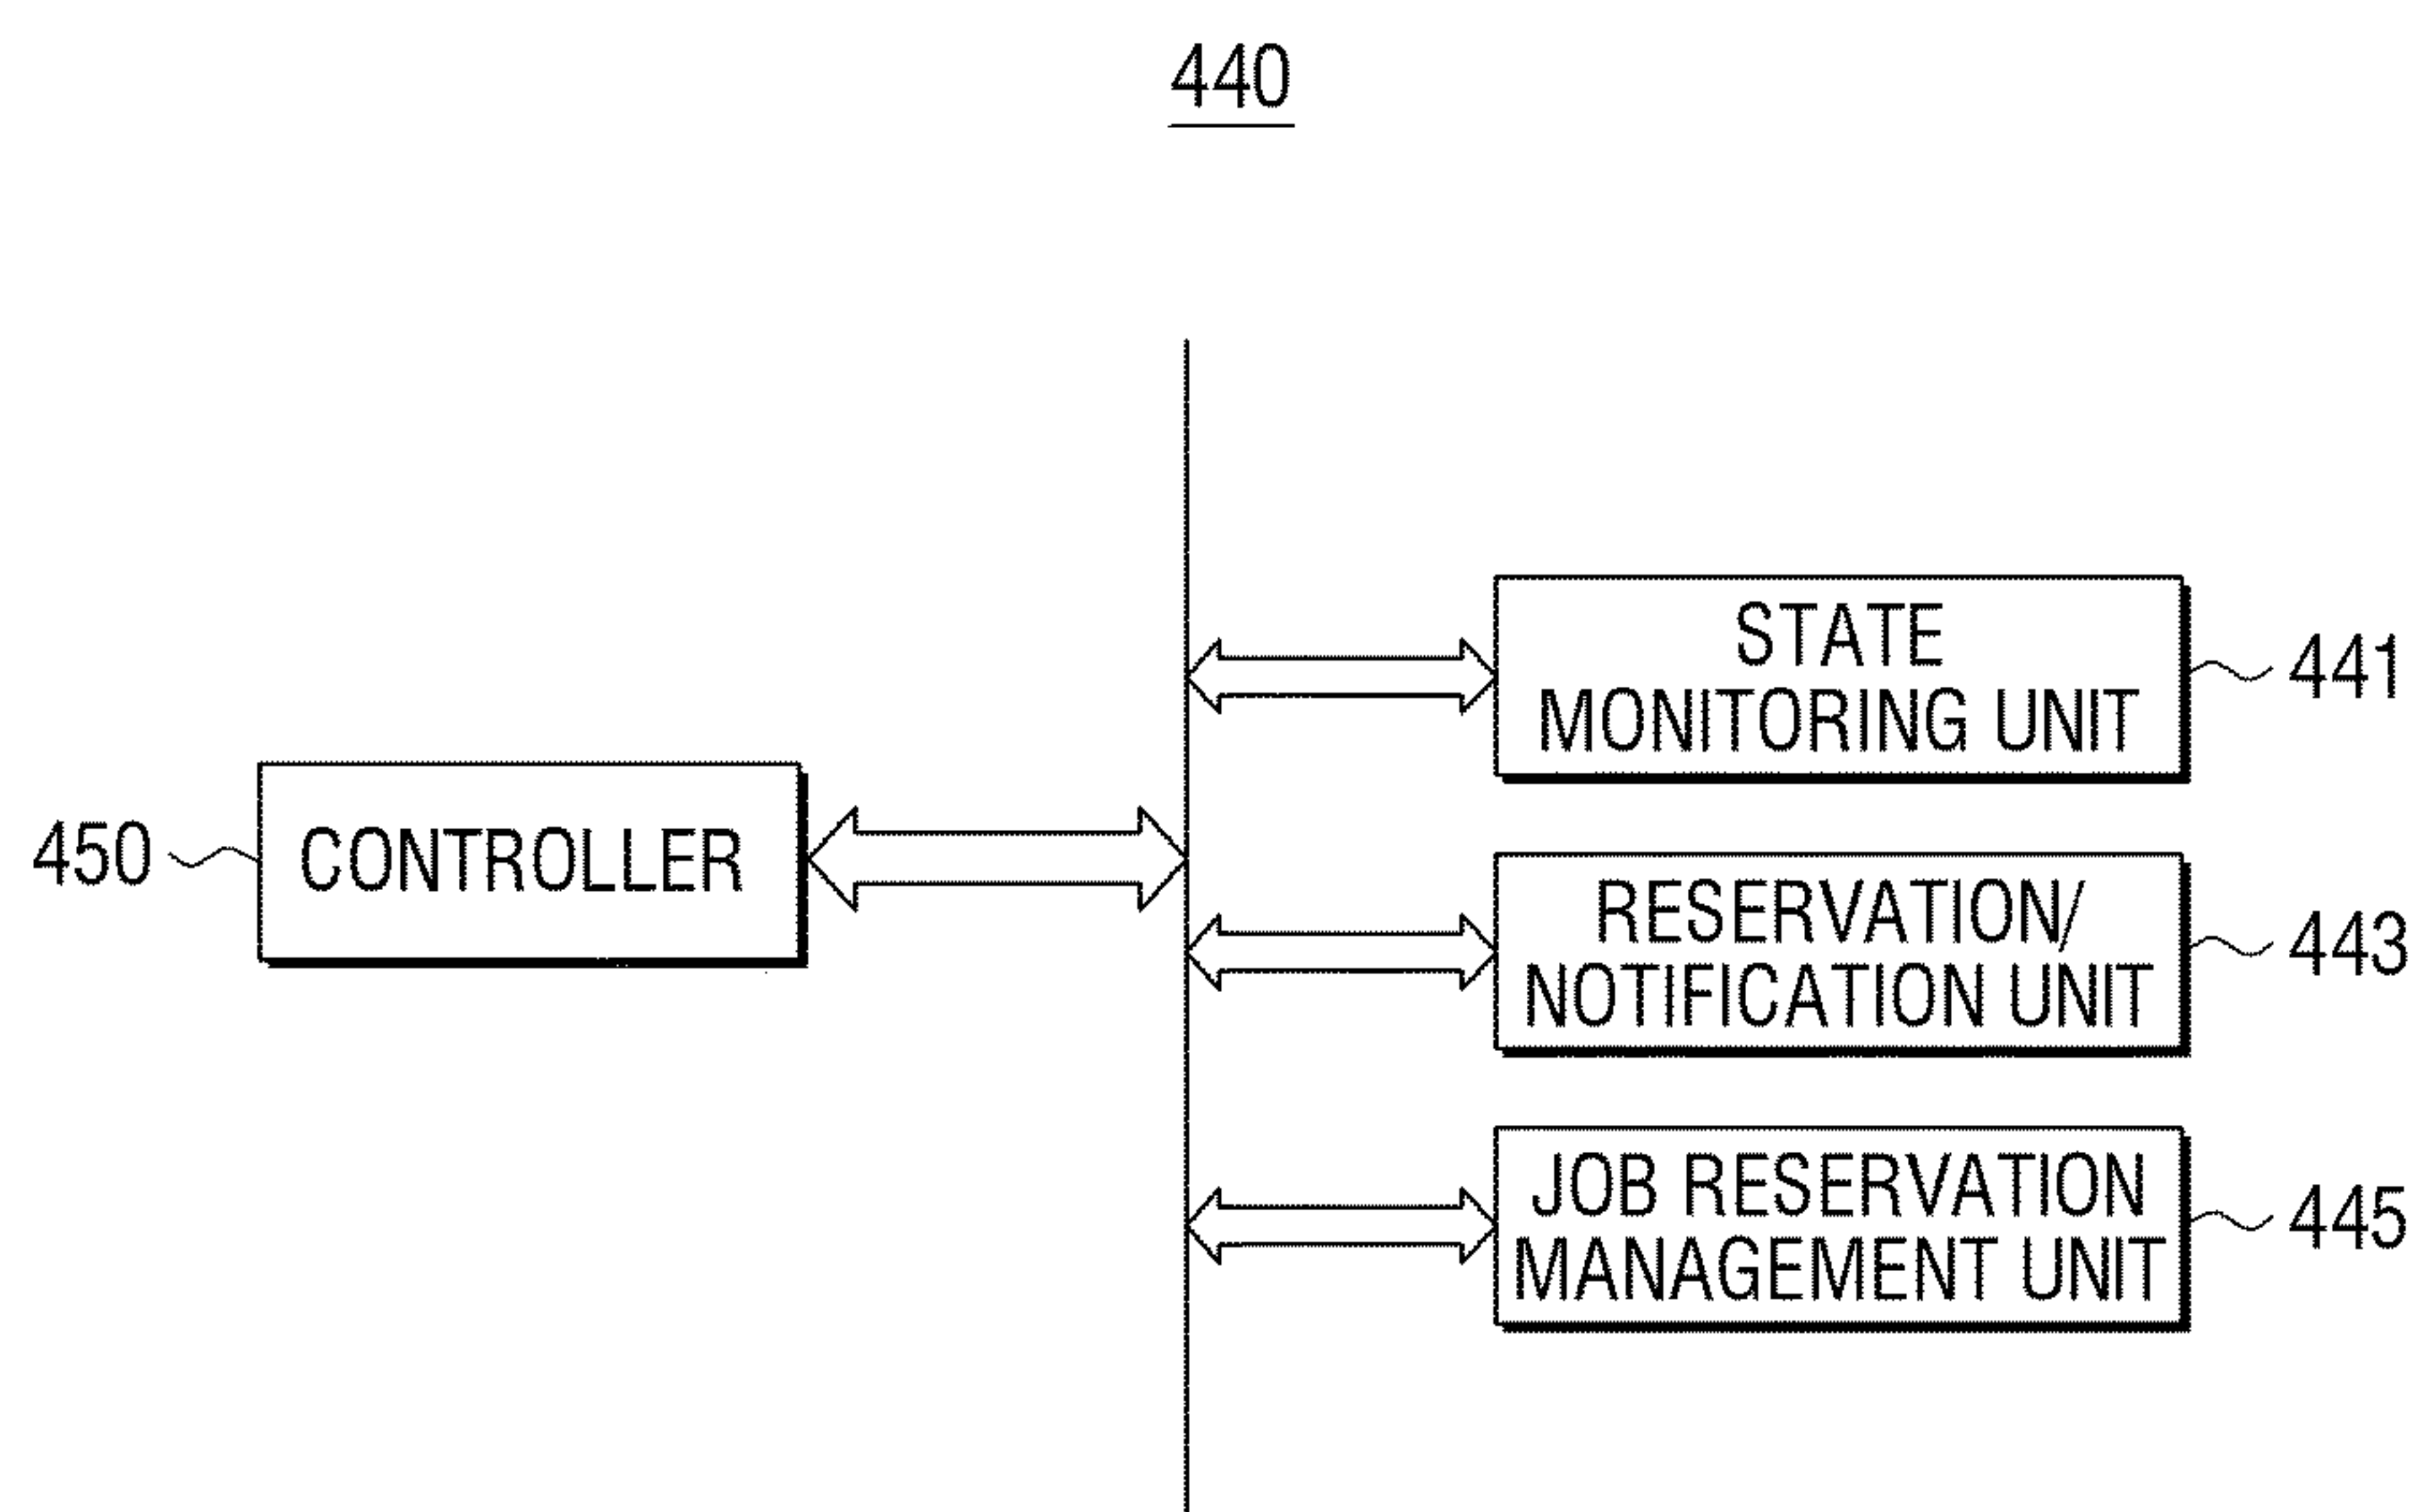 440
STATE
MONITORING UNIT
441
450
CONTROLLER
RESERVATION/
NOTIFICATION UNIT
443
JOB RESERVATION
MANAGEMENT UNIT
445